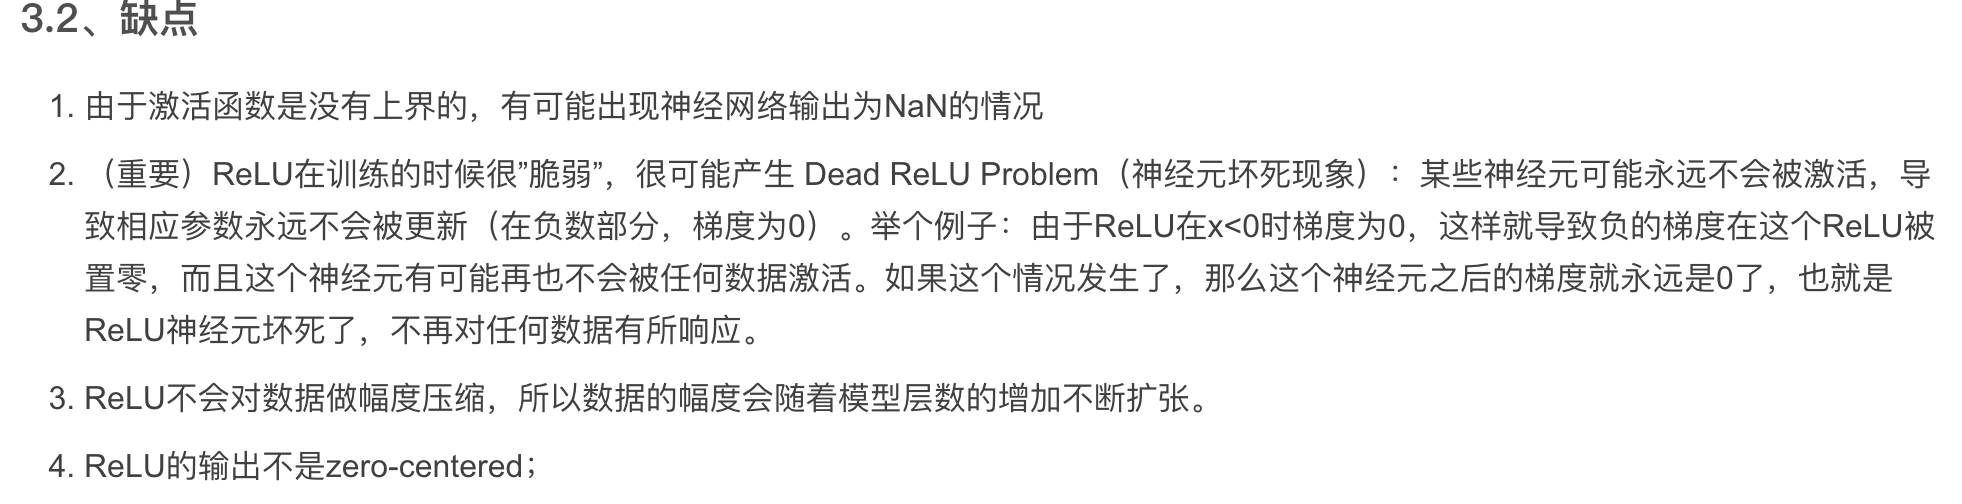 3.2、缺点
1. 由于激活函数是没有上界的，有可能出现神经网络输出为NaN的情况
2. （重要）ReLU在训练的时候很”脆弱”，很可能产生 Dead ReLU Problem（神经元坏死现象）：某些神经元可能永远不会被激活，导
致相应参数永远不会被更新（在负数部分，梯度为0）。举个例子：由于ReLU在x<0时梯度为0，这样就导致负的梯度在这个ReLU被
置零，而且这个神经元有可能再也不会被任何数据激活。如果这个情况发生了，那么这个神经元之后的梯度就永远是0了，也就是
ReLU神经元坏死了，不再对任何数据有所响应。
3. ReLU不会对数据做幅度压缩，所以数据的幅度会随着模型层数的增加不断扩张。
4. ReLU的输出不是zero-centered；